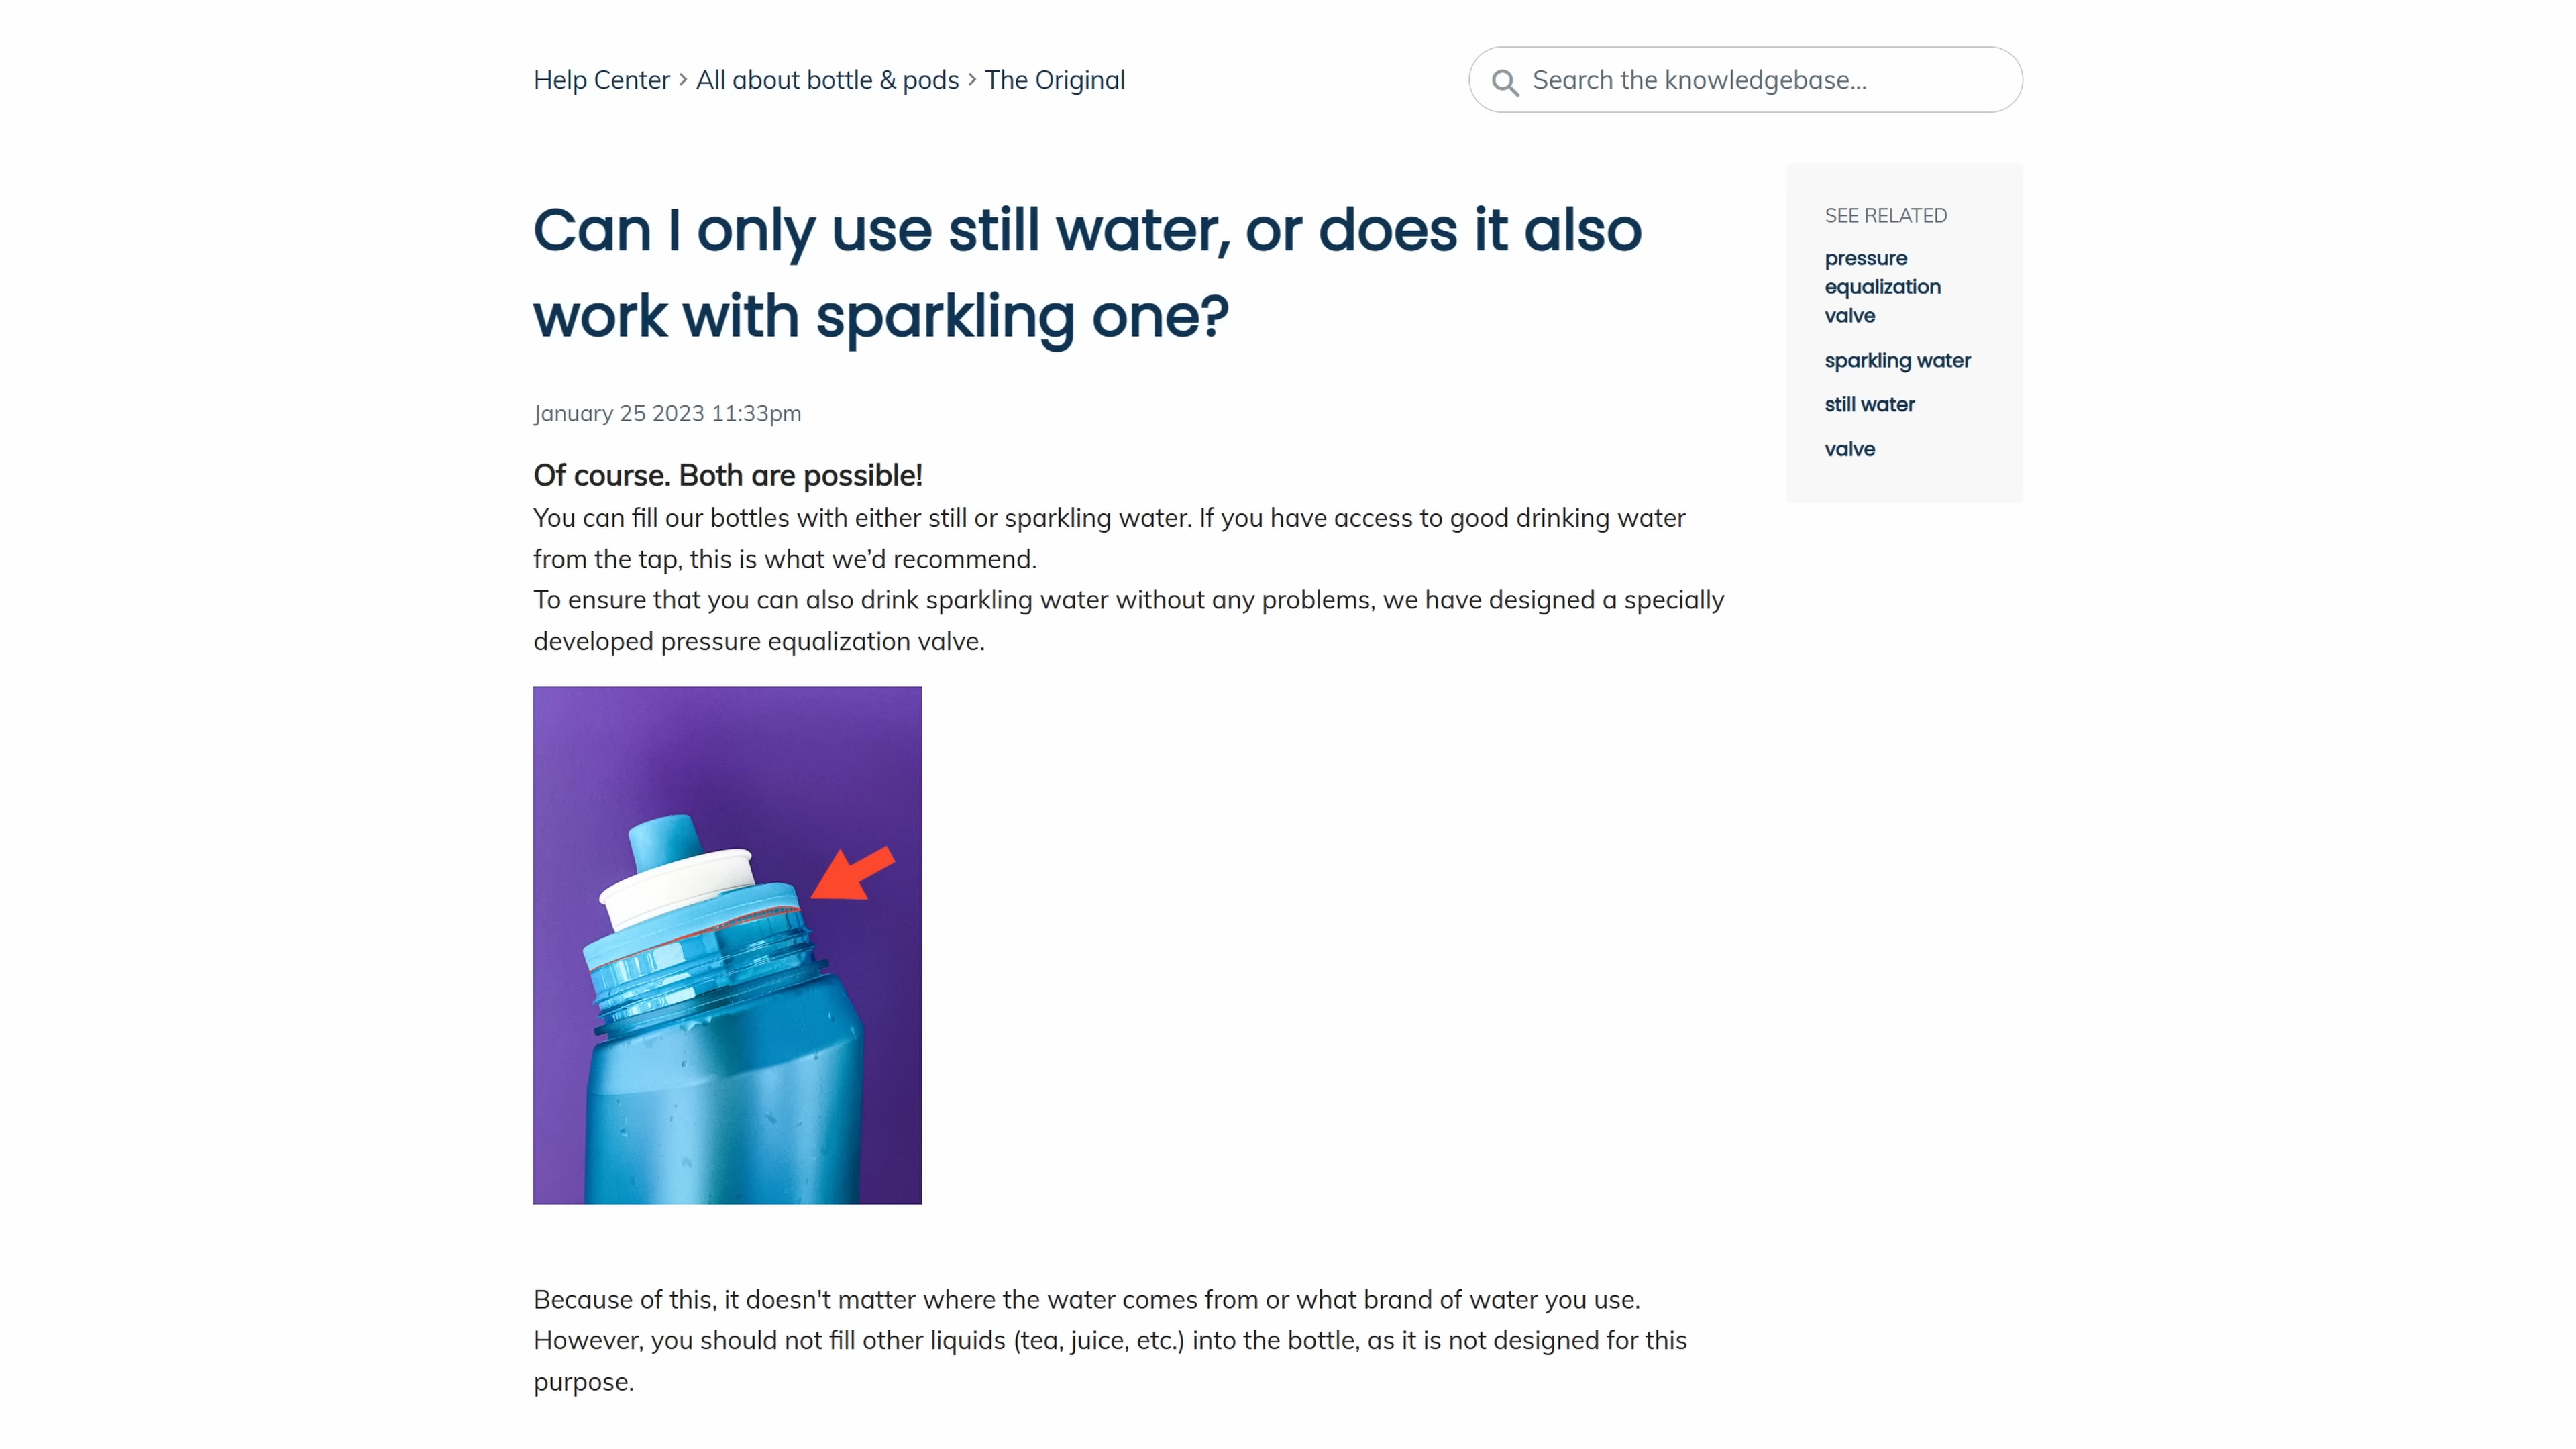 Help Center > All about bottle & pods > The Original
Search the knowledgebase...
Can I only use still water, or does it also
work with sparkling one?
January 25 2023 11:33pm
Of course. Both are possible!
You can fill our bottles with either still or sparkling water. If you have access to good drinking water
from the tap, this is what we’d recommend.
To ensure that you can also drink sparkling water without any problems, we have designed a specially
developed pressure equalization valve.
Because of this, it doesn't matter where the water comes from or what brand of water you use.
However, you should not fill other liquids (tea, juice, etc.) into the bottle, as it is not designed for this
purpose.
SEE RELATED
pressure
equalization
valve
sparkling water
still water
valve